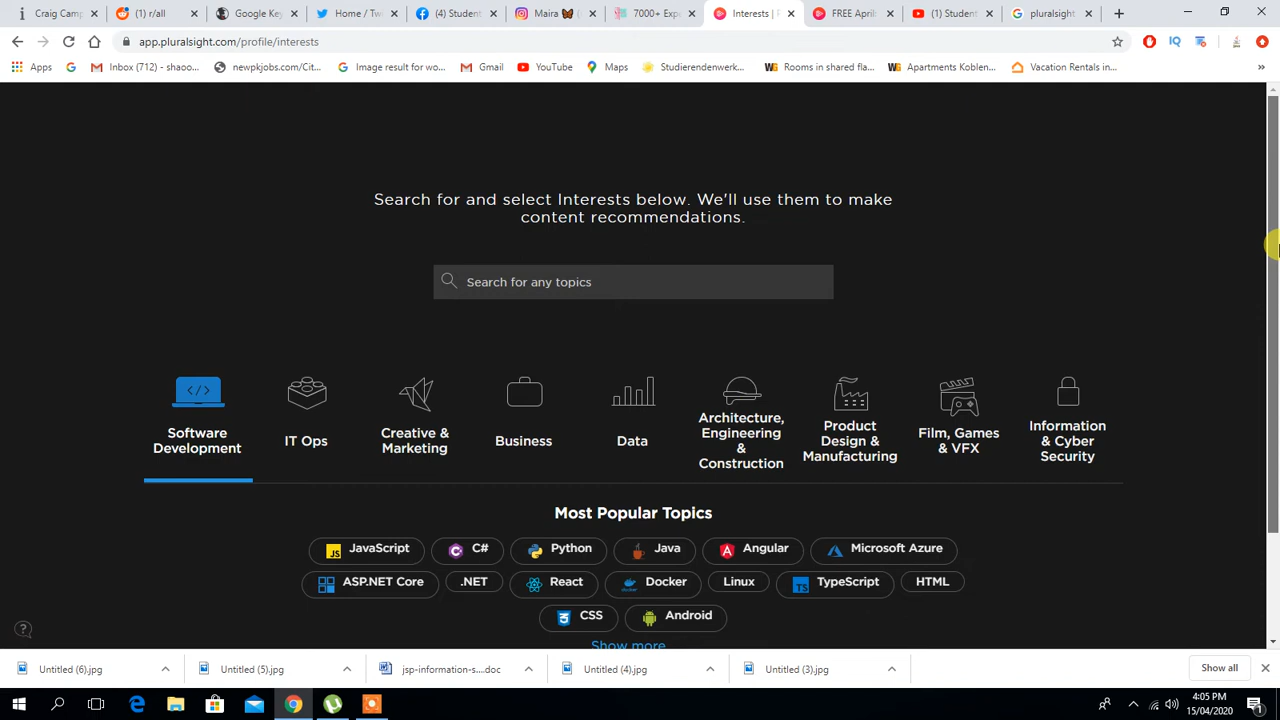 Craig Camp
(1) r/all
Google Key
Home / Tw
(4) Student
Maira
7000+ Exp
Interests | P
FREE April
(1) Student
pluralsight
app.pluralsight.com/profile/interests
Apps
Inbox (712) - shaoo...
newpkjobs.com/Cit...
Image result for wo...
Gmail
YouTube
Maps
Studierendenwerk...
Rooms in shared fla...
Apartments Koblen...
Vacation Rentals in...
Search for and select Interests below. We'll use them to make
content recommendations.
Search for any topics
Software
Development
IT Ops
Creative &
Marketing
Business
Data
Architecture,
Engineering
&
Construction
Product
Design &
Manufacturing
Film, Games
& VFX
Information
& Cyber
Security
Most Popular Topics
JavaScript C# Python Java Angular Microsoft Azure
ASP.NET Core .NET React Docker Linux TypeScript HTML
CSS Android
Show more
Untitled (6).jpg
Untitled (5).jpg
jsp-information-s....doc
Untitled (4).jpg
Untitled (3).jpg
Show all
4:05 PM
15/04/2020